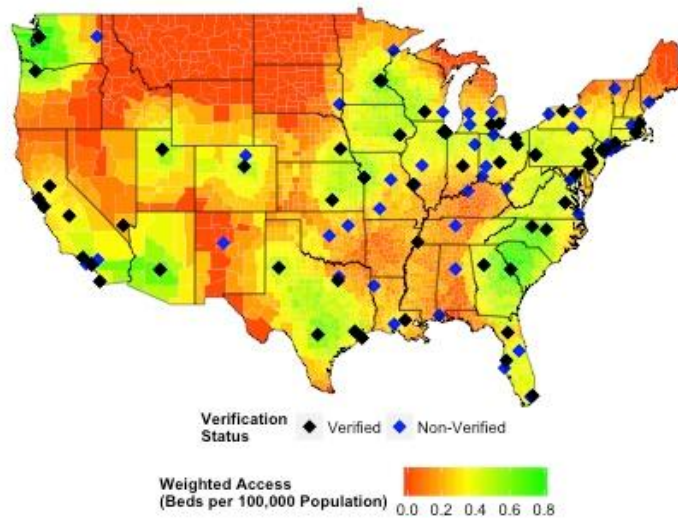 Verification
Status
Verified
Non-Verified
Weighted Access
(Beds per 100,000 Population)
0.0 0.2 0.4 0.6 0.8